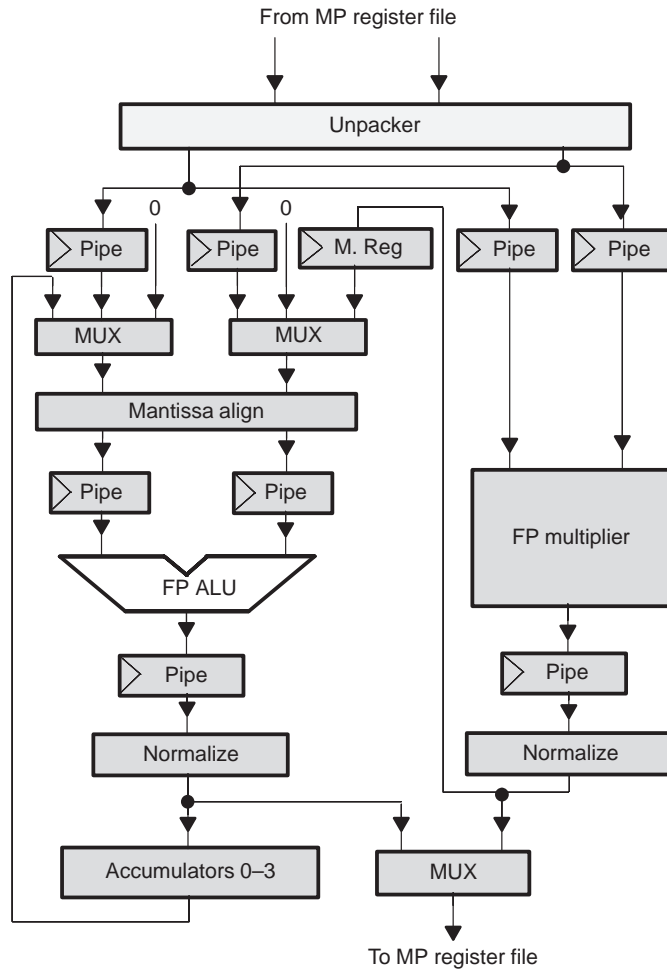 From MP register file
Unpacker
0
0
Pipe
Pipe
M. Reg
Pipe
Pipe
MUX
MUX
Mantissa align
Pipe
Pipe
FP multiplier
FP ALU
Pipe
Pipe
Normalize
Normalize
Accumulators 0–3
MUX
To MP register file